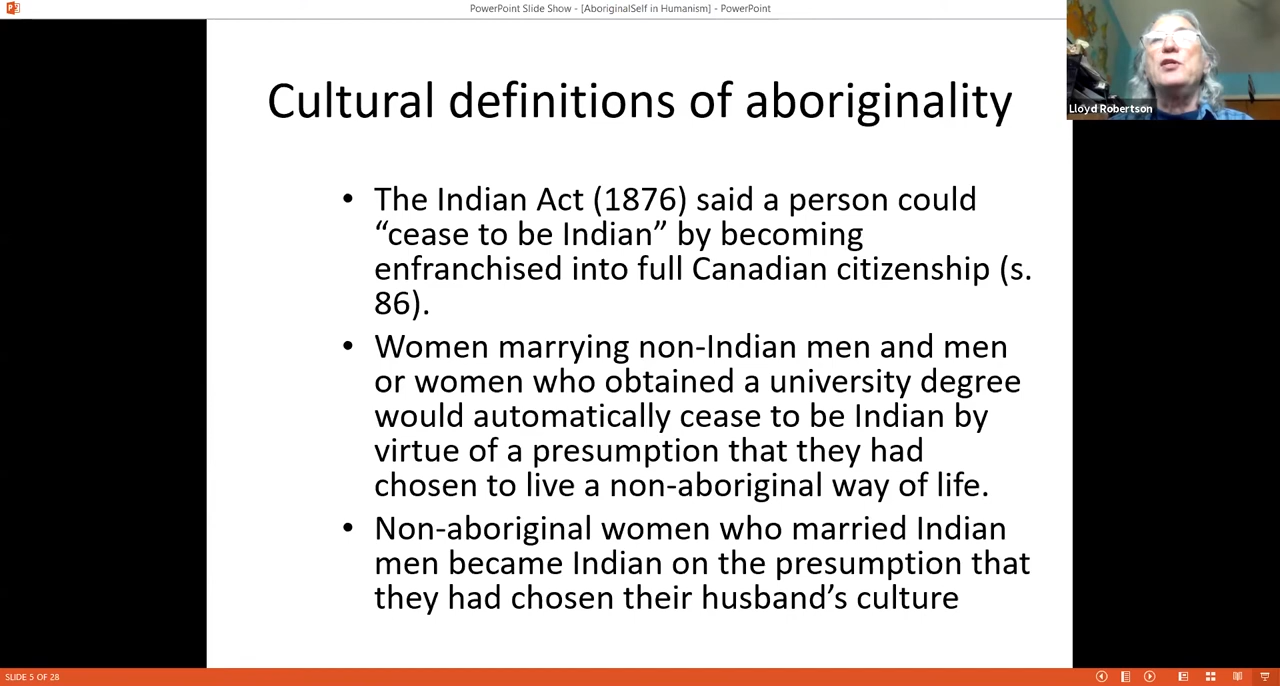 PowerPoint Slide Show - [AboriginalSelf in Humanism] - PowerPoint
Lloyd Robertson
Cultural definitions of aboriginality
• The Indian Act (1876) said a person could
“cease to be Indian” by becoming
enfranchised into full Canadian citizenship (s.
86).
• Women marrying non-Indian men and men
or women who obtained a university degree
would automatically cease to be Indian by
virtue of a presumption that they had
chosen to live a non-aboriginal way of life.
• Non-aboriginal women who married Indian
men became Indian on the presumption that
they had chosen their husband’s culture
SLIDE 5 OF 28